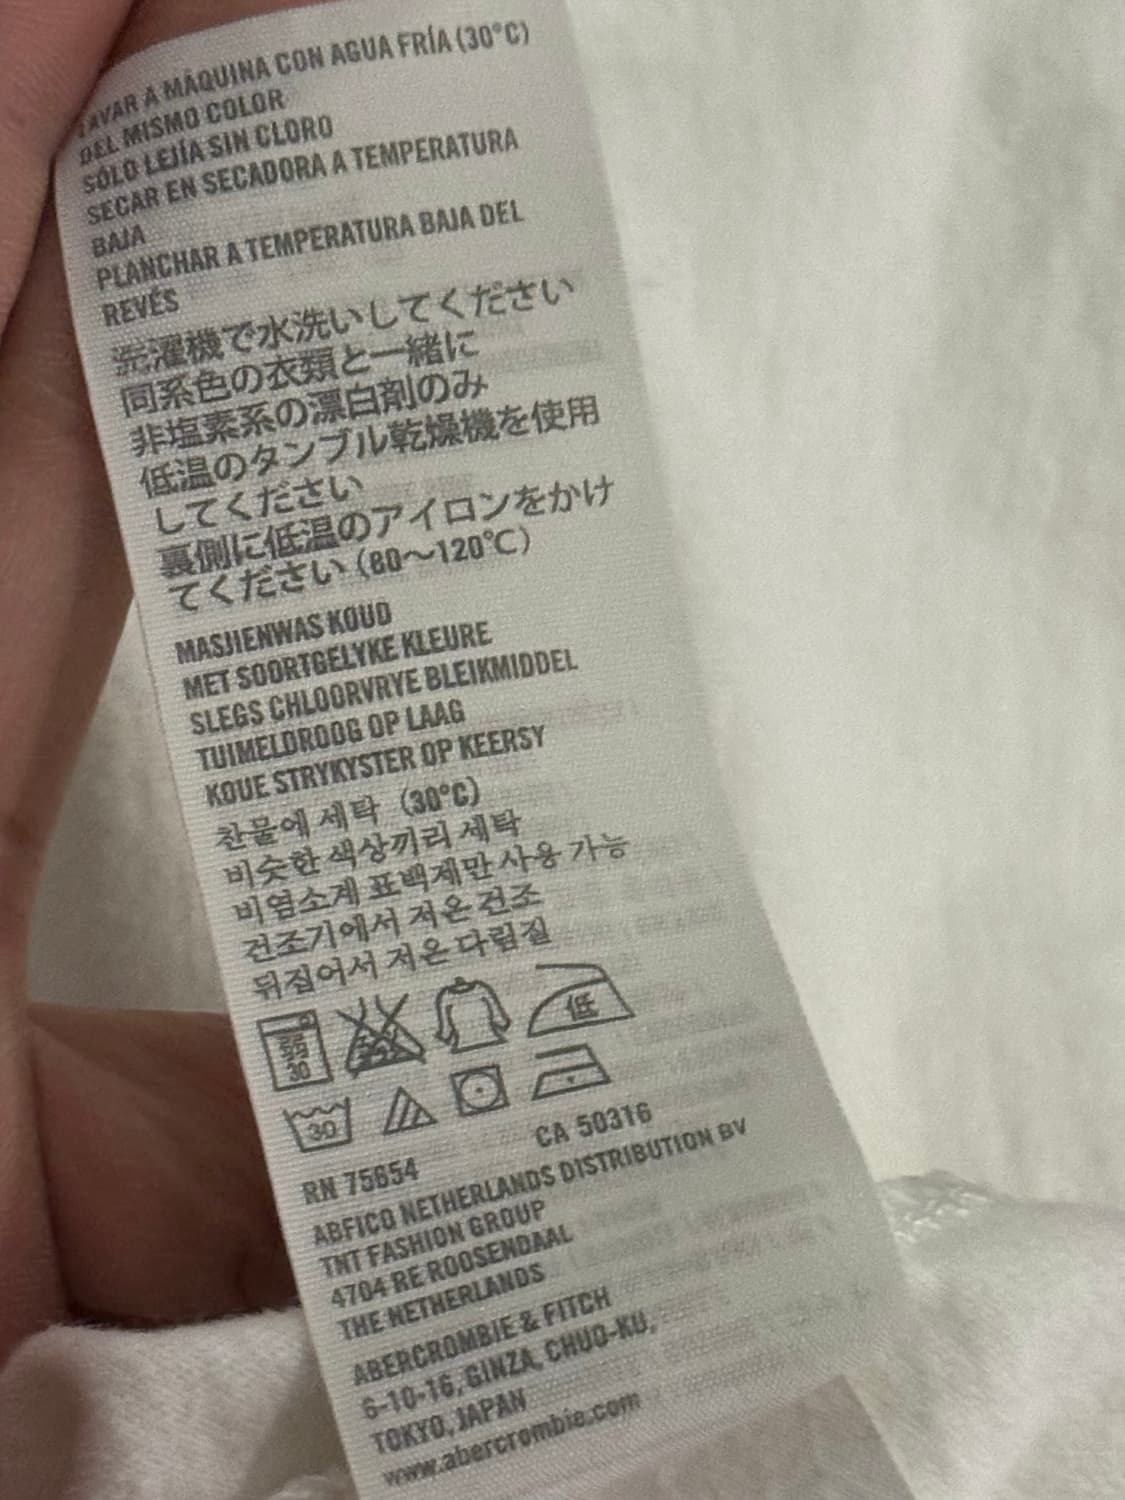 LAVAR A MÁQUINA CON AGUA FRÍA (30°C)
DEL MISMO COLOR
SÓLO LEJÍA SIN CLORO
SECAR EN SECADORA A TEMPERATURA
BAJA
PLANCHAR A TEMPERATURA BAJA DEL
REVÉS
洗濯機で水洗いしてください
同系色の衣類と一緒に
非塩素系の漂白剤のみ
低温のタンブル乾燥機を使用
してください
裏側に低温のアイロンをかけ
てください (80〜120℃)
MASJIENWAS KOUD
MET SOORTGELYKE KLEURE
SLEGS CHLOORVRYE BLEIKMIDDEL
TUIMELDROOG OP LAAG
KOUE STRYKYSTER OP KEERSY
찬물에 세탁 (30°C)
비슷한 색상끼리 세탁
비염소계 표백제만 사용 가능
건조기에서 저온 건조
뒤집어서 저온 다림질
弱 30 低
30
RN 75654 CA 50316
ABFICO NETHERLANDS DISTRIBUTION BV
TNT FASHION GROUP
4704 RE ROOSENDAAL
THE NETHERLANDS
ABERCROMBIE & FITCH
6-10-16, GINZA, CHUO-KU,
TOKYO, JAPAN
www.abercrombie.com